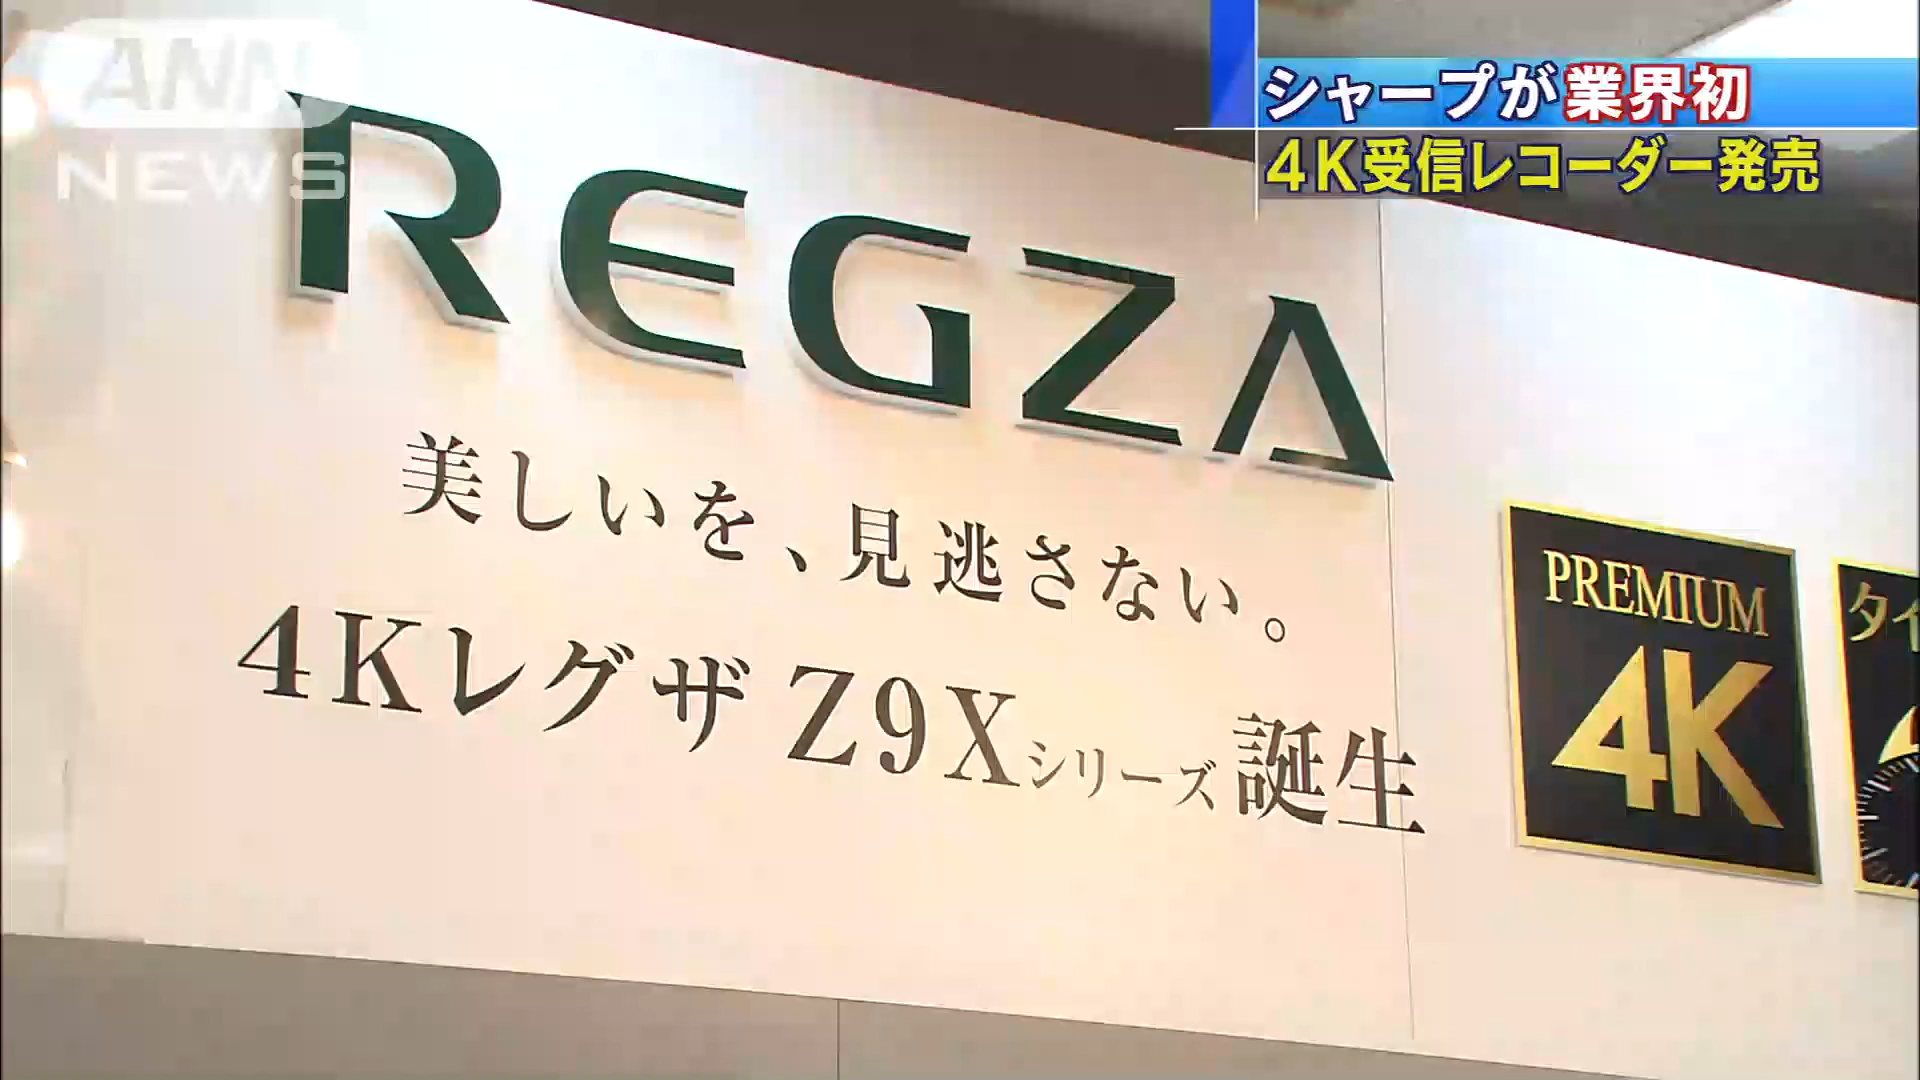 ANN
NEWS
シャープが業界初
4K受信レコーダー発売
REGZA
美しいを、見逃さない。
4Kレグザ Z9Xシリーズ 誕生
PREMIUM
4K
タイ